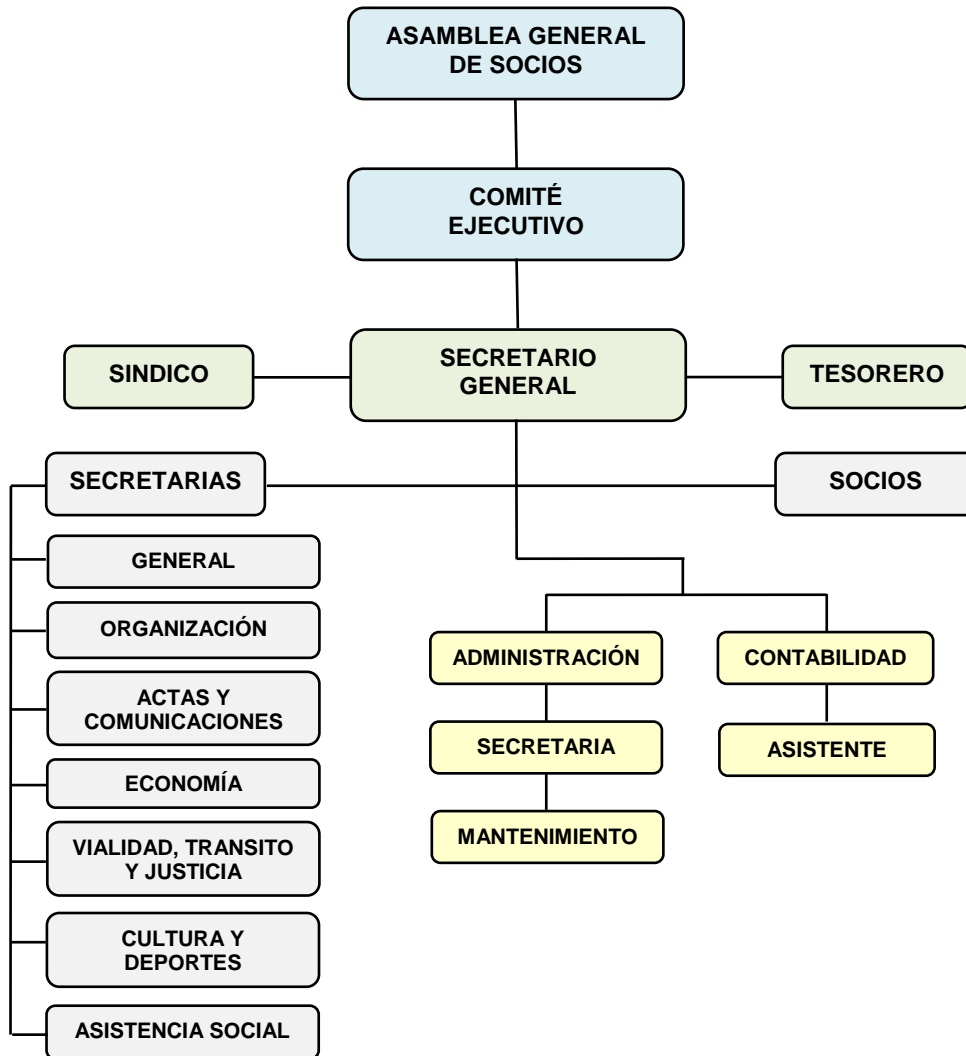 ASAMBLEA GENERAL
DE SOCIOS
COMITÉ
EJECUTIVO
SINDICO
SECRETARIO
GENERAL
TESORERO
SECRETARIAS
SOCIOS
GENERAL
ORGANIZACIÓN
ACTAS Y
COMUNICACIONES
ECONOMÍA
VIALIDAD, TRANSITO
Y JUSTICIA
CULTURA Y
DEPORTES
ASISTENCIA SOCIAL
ADMINISTRACIÓN
SECRETARIA
MANTENIMIENTO
CONTABILIDAD
ASISTENTE